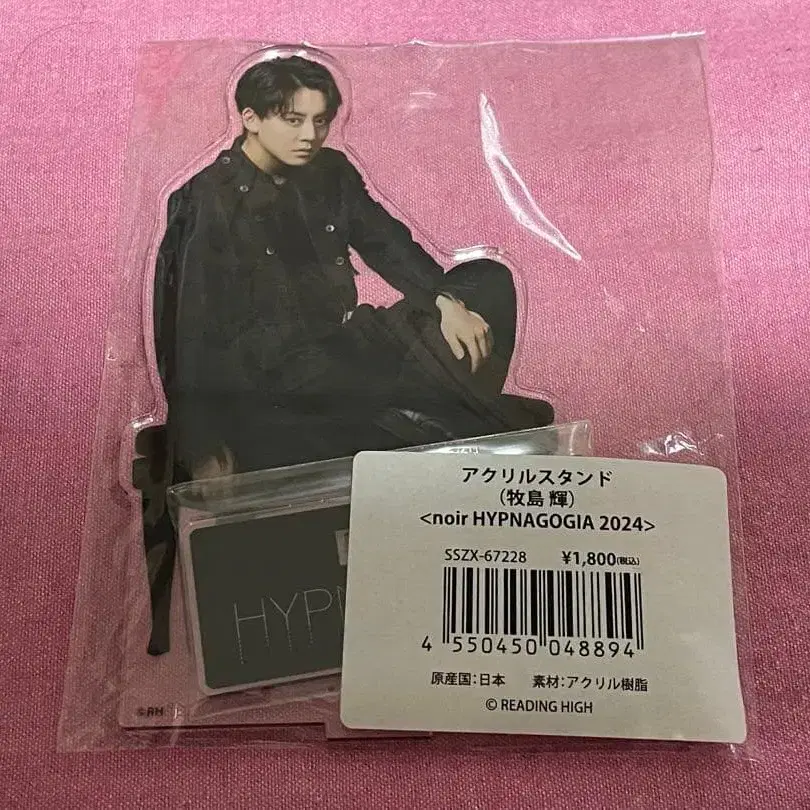 アクリルスタンド
(牧島 輝)
<noir HYPNAGOGIA 2024>
SSZX-67228 ¥1,800(税込)
4 550450 048894
原産国:日本 素材:アクリル樹脂
© READING HIGH
HYP
©RH